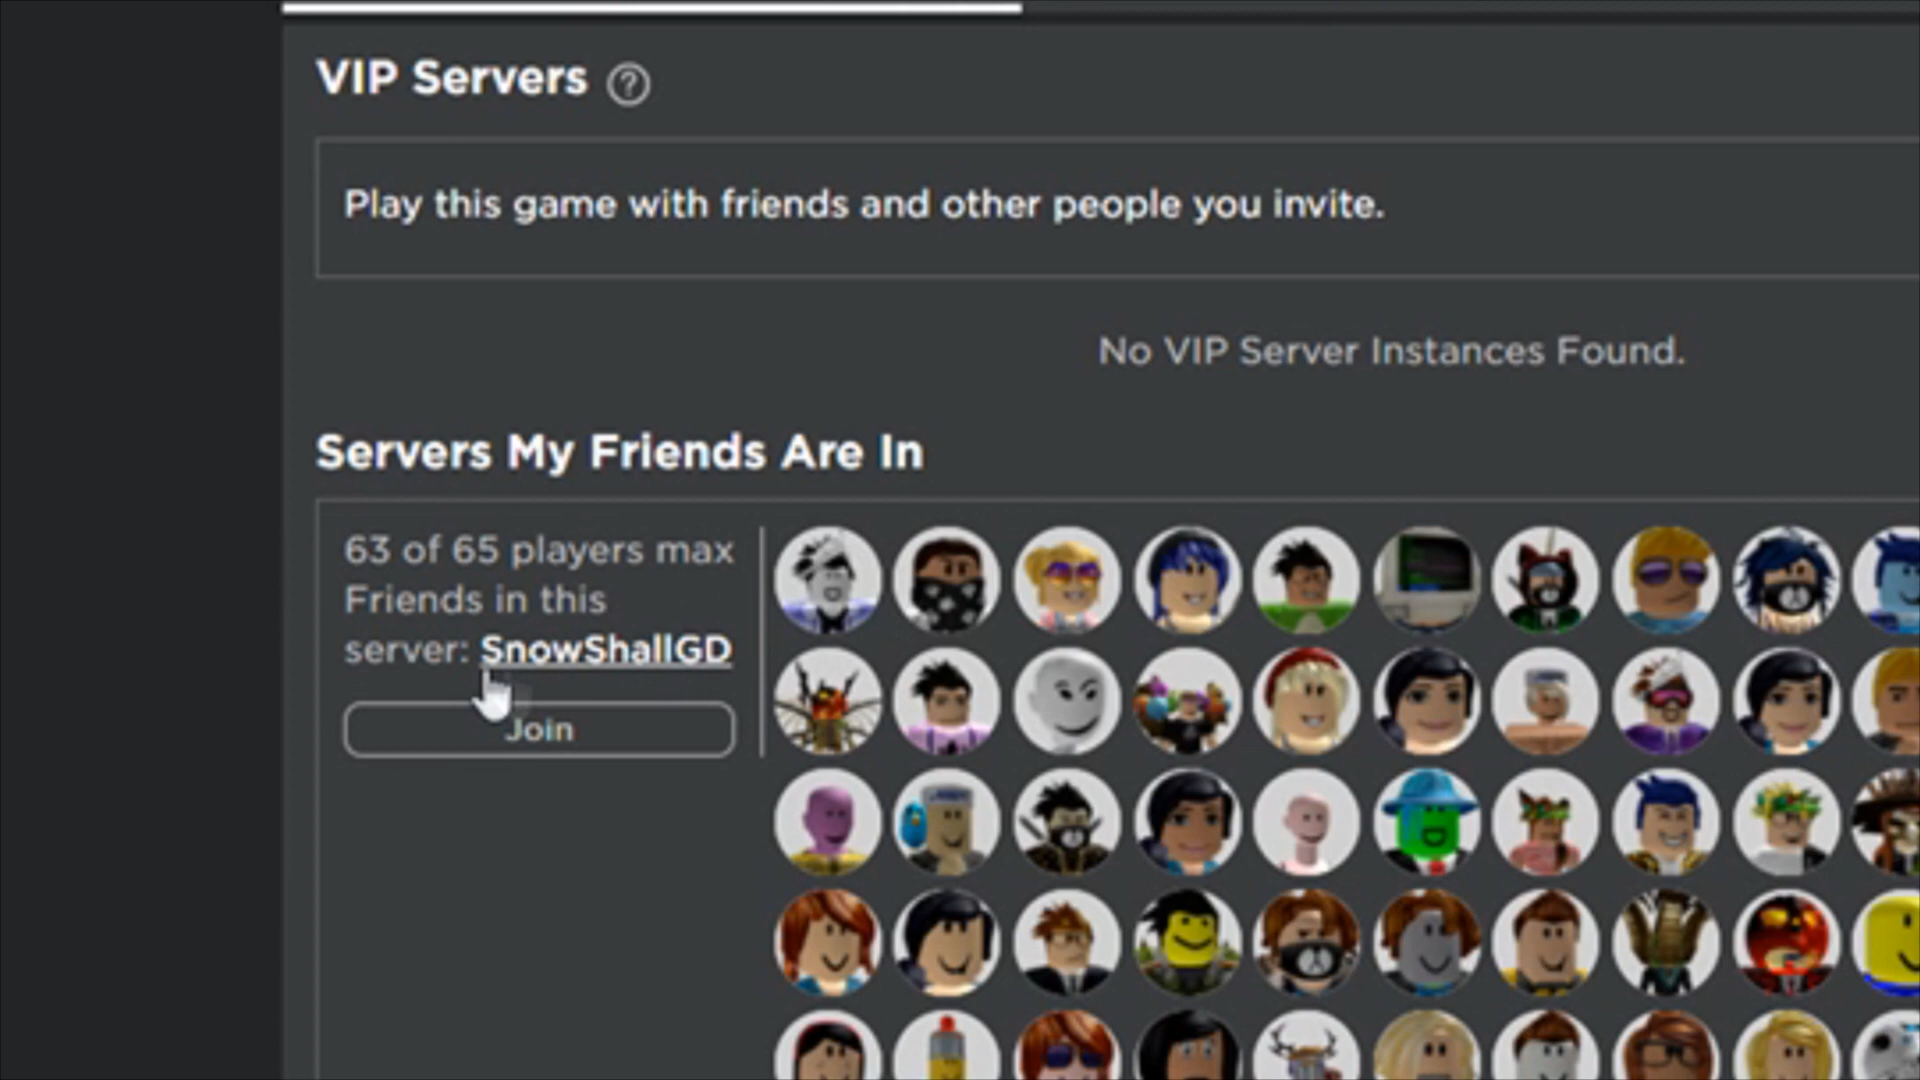 VIP Servers ?
Play this game with friends and other people you invite.
No VIP Server Instances Found.
Servers My Friends Are In
63 of 65 players max
Friends in this
server: SnowShallGD
Join